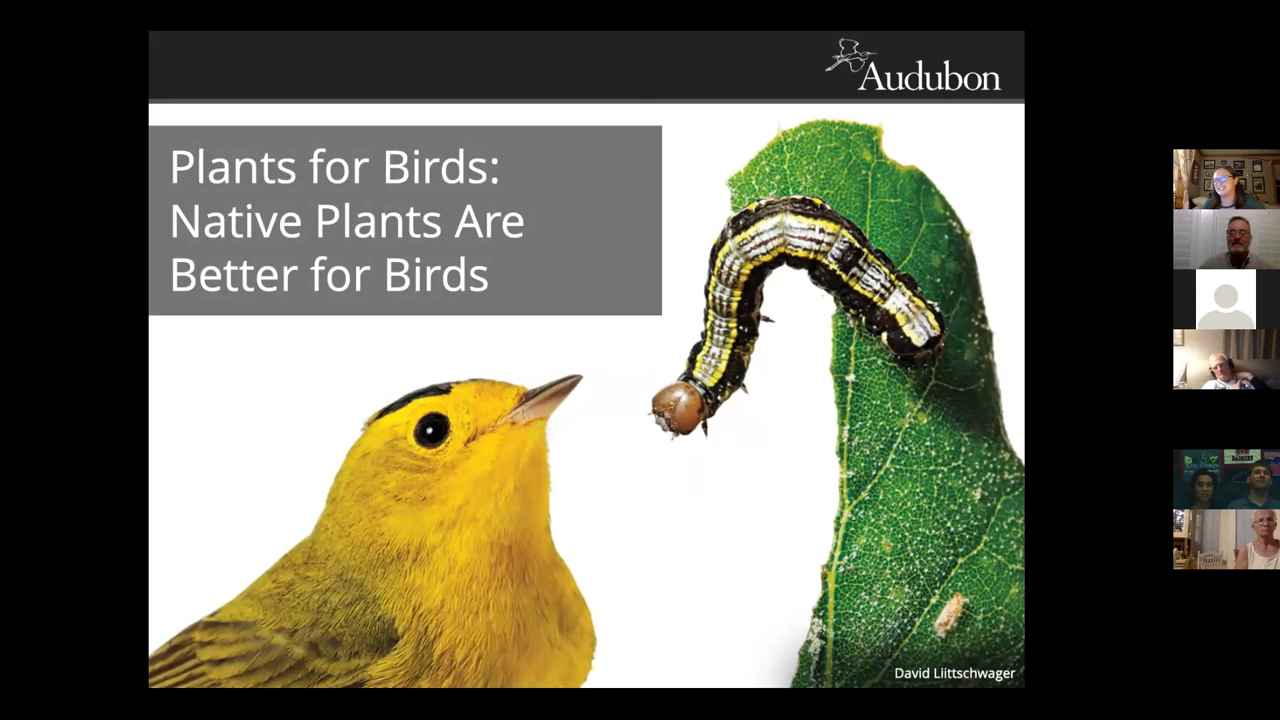 Audubon
Plants for Birds:
Native Plants Are
Better for Birds
David Liittschwager